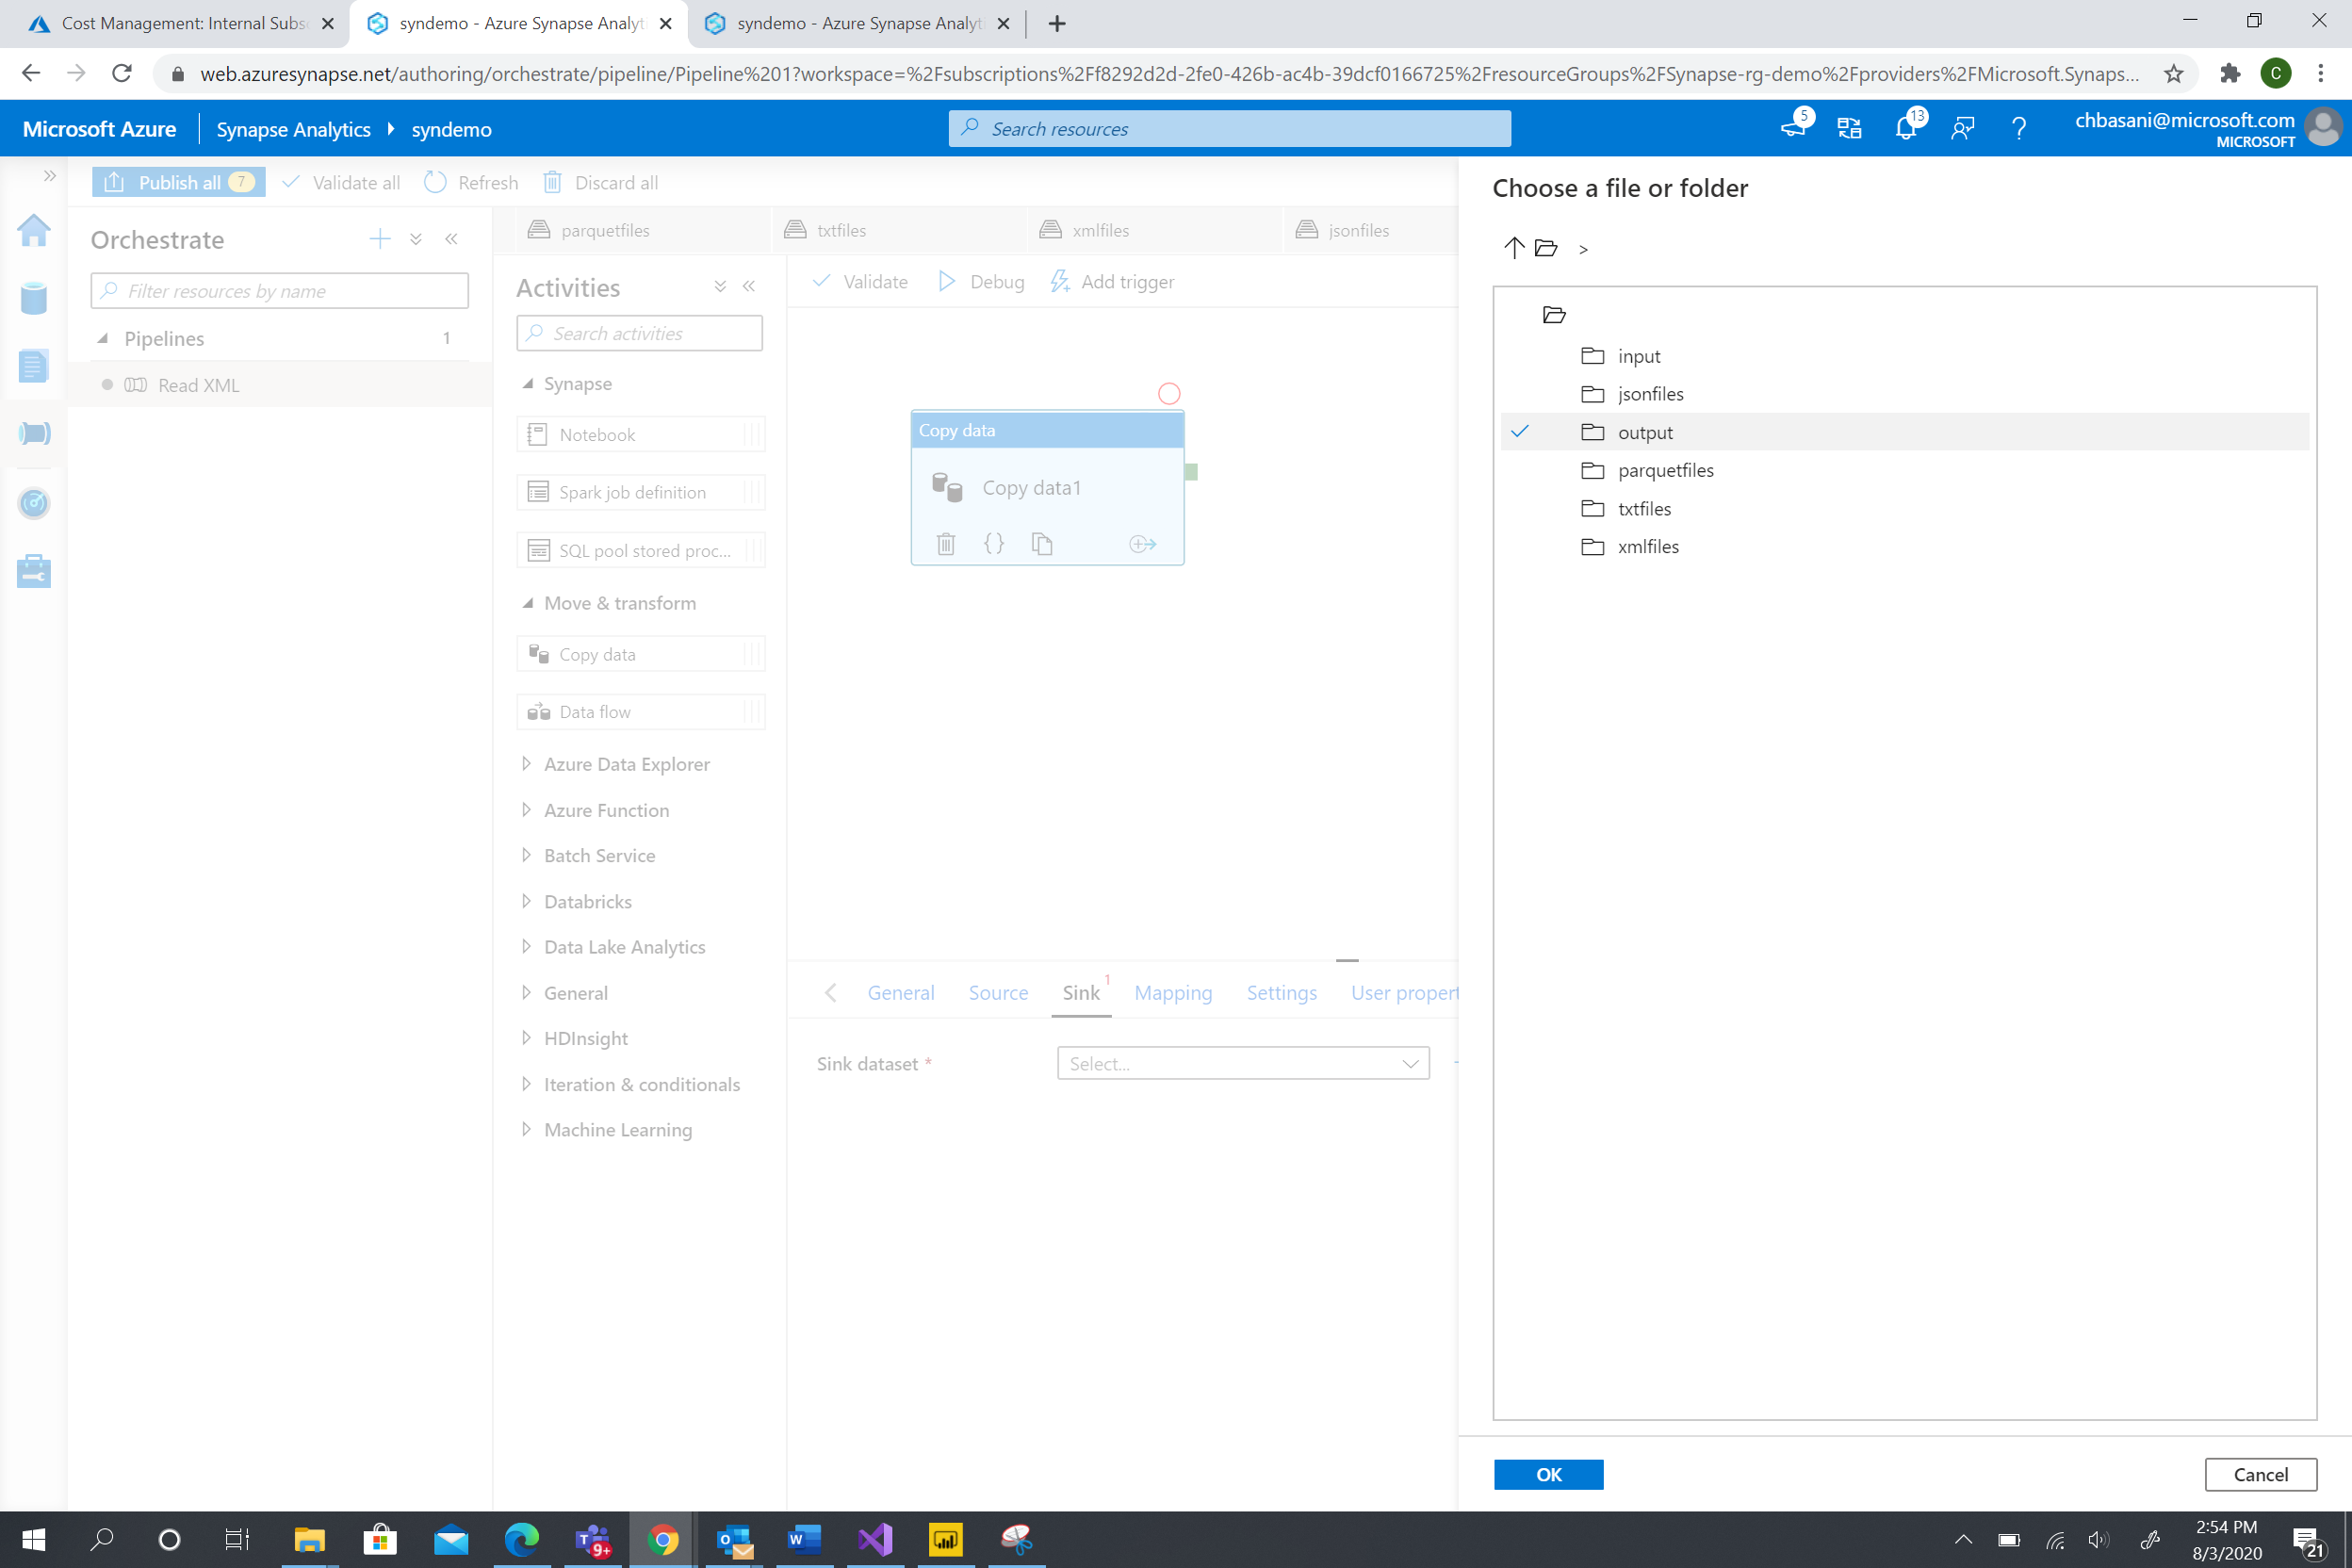 Cost Management: Internal Subs
syndemo - Azure Synapse Analyt
syndemo - Azure Synapse Analyt
web.azuresynapse.net/authoring/orchestrate/pipeline/Pipeline%201?workspace=%2Fsubscriptions%2Ff8292d2d-2fe0-426b-ac4b-39dcf0166725%2FresourceGroups%2FSynapse-rg-demo%2Fproviders%2FMicrosoft.Synaps...
C
Microsoft Azure
Synapse Analytics
syndemo
Search resources
5
13
?
chbasani@microsoft.com
MICROSOFT
Publish all 7
Validate all
Refresh
Discard all
Orchestrate
Filter resources by name
Pipelines 1
Read XML
parquetfiles
txtfiles
xmlfiles
jsonfiles
Activities
Search activities
Synapse
Notebook
Spark job definition
SQL pool stored proc...
Move & transform
Copy data
Data flow
Azure Data Explorer
Azure Function
Batch Service
Databricks
Data Lake Analytics
General
HDInsight
Iteration & conditionals
Machine Learning
Validate
Debug
Add trigger
Copy data
Copy data1
{}
General
Source
Sink 1
Mapping
Settings
User propert
Sink dataset *
Select...
Choose a file or folder
>
input
jsonfiles
output
parquetfiles
txtfiles
xmlfiles
OK
Cancel
T
9+
O
W
2:54 PM
8/3/2020
21